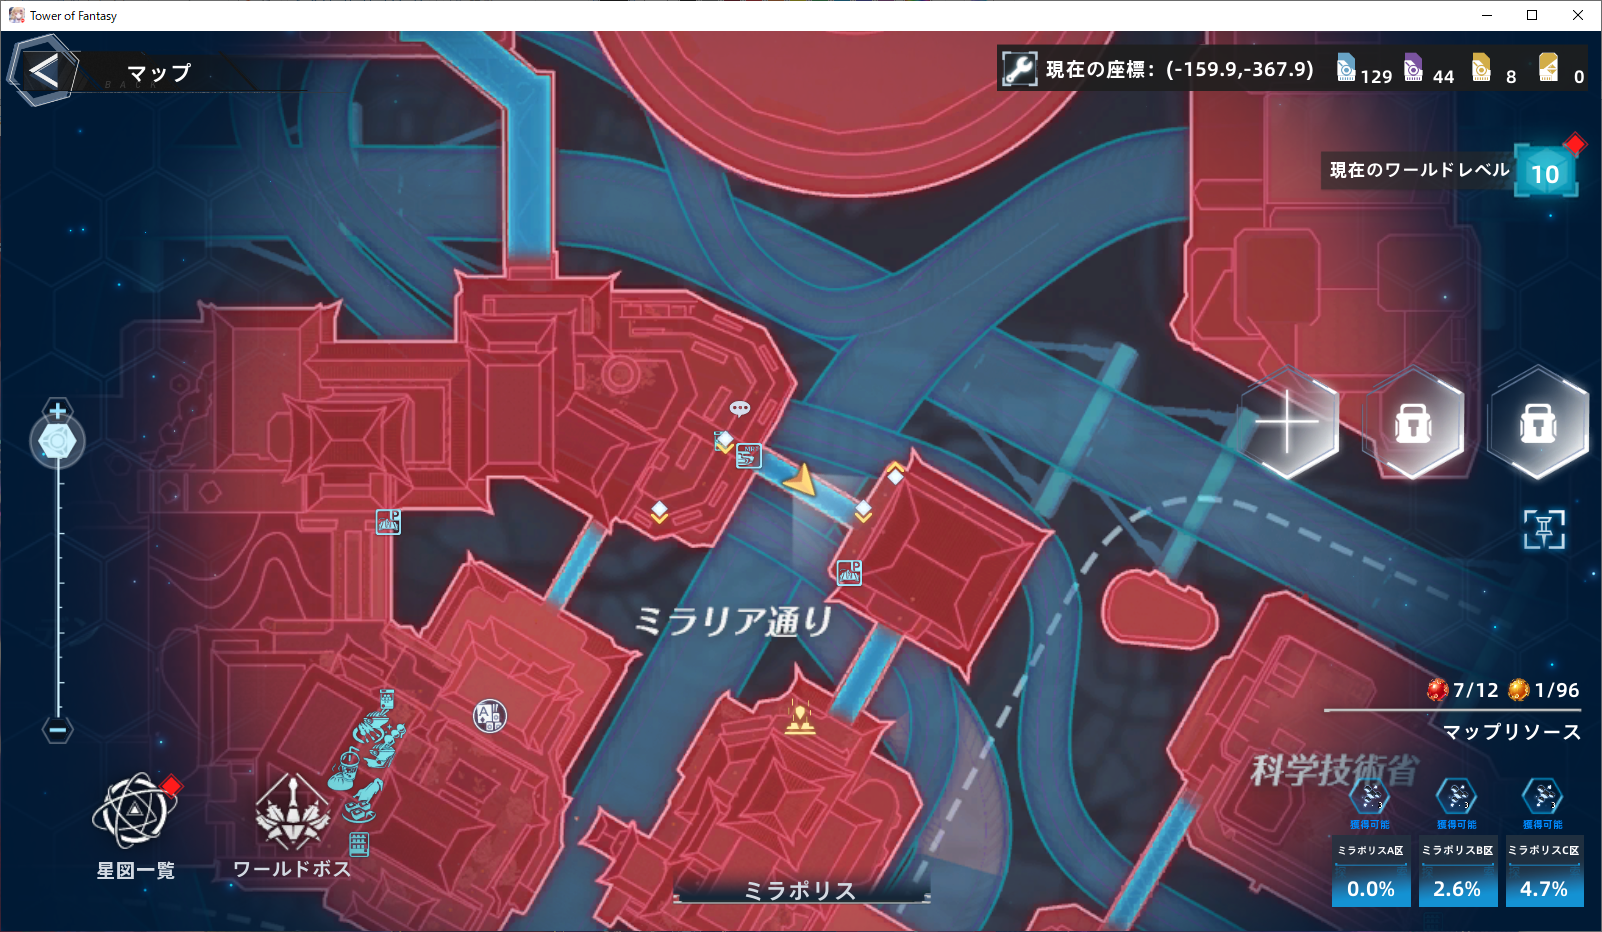 Tower of Fantasy
マップ
BACK
現在の座標：(-159.9,-367.9)
129
44
8
0
現在のワールドレベル
10
ミラリア通り
7/12
1/96
マップリソース
科学技術省
獲得可能
獲得可能
獲得可能
ミラポリスA区
ミラポリスB区
ミラポリスC区
0.0%
2.6%
4.7%
星図一覧
ワールドボス
ミラポリス